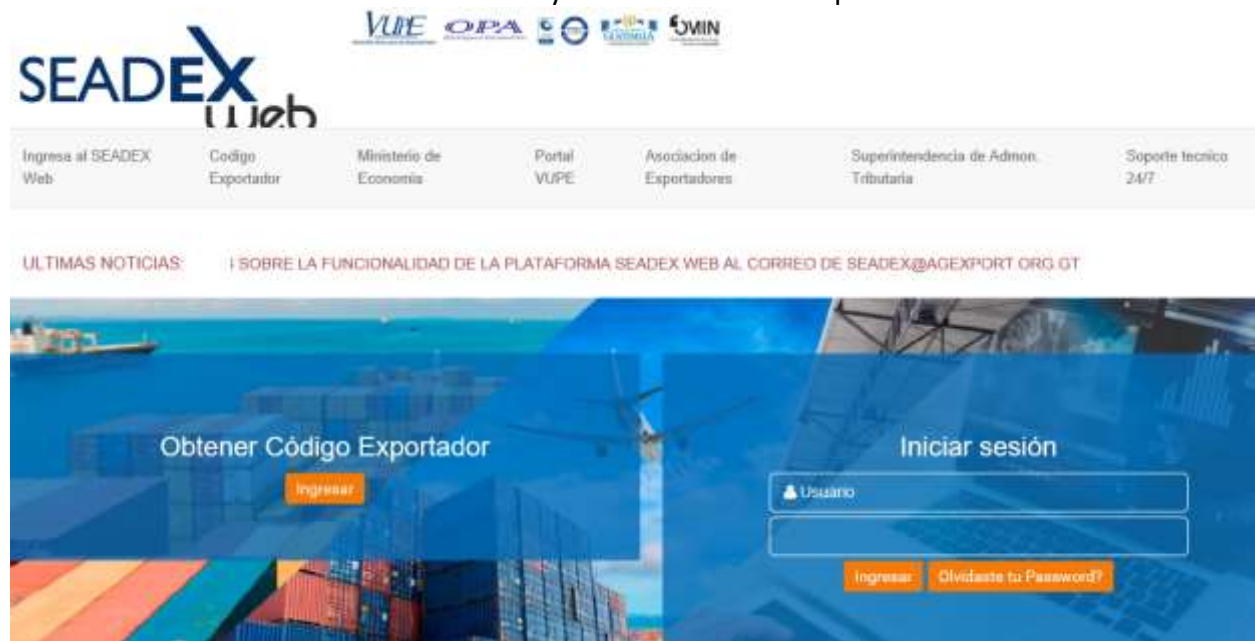 VUPE OPA
SEADEX
Web
Ingresa al SEADEX Web
Codigo Exportador
Ministerio de Economia
Portal VUPE
Asociacion de Exportadores
Superintendencia de Admon. Tributaria
Soporte tecnico 24/7
ULTIMAS NOTICIAS: SOBRE LA FUNCIONALIDAD DE LA PLATAFORMA SEADEX WEB AL CORREO DE SEADEX@AGEXPORT.ORG.GT
Obtener Código Exportador
Ingresar
Iniciar sesión
Usuario
Ingresar
Olvidaste tu Password?